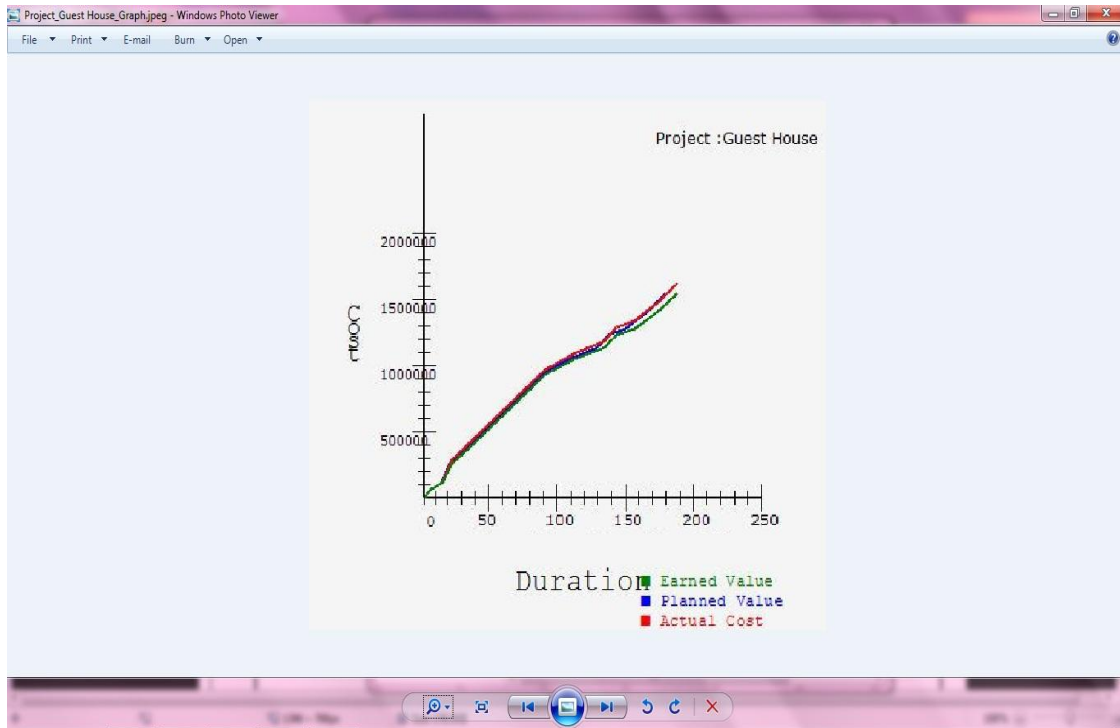 Project_Guest House_Graph.jpeg - Windows Photo Viewer
File Print E-mail Burn Open
Project :Guest House
2000000
1500000
Cost
1000000
500000
0 50 100 150 200 250
Duration
Earned Value
Planned Value
Actual Cost